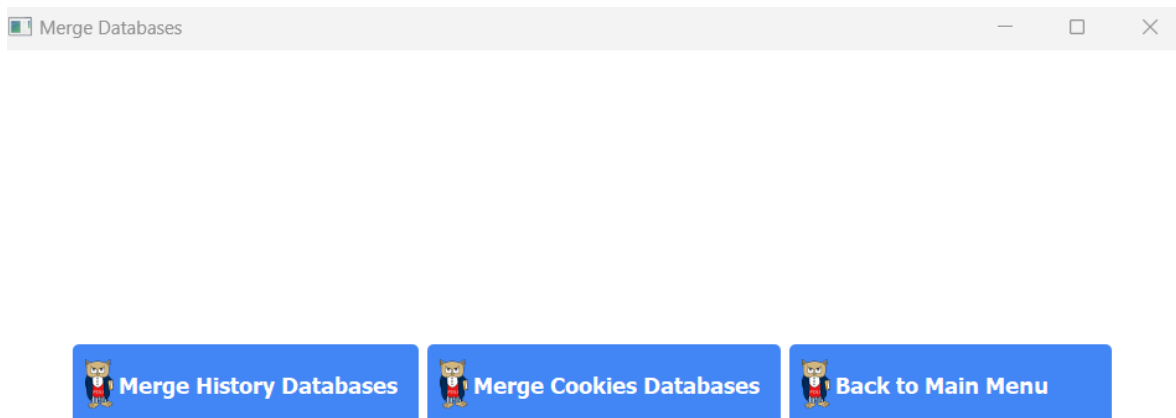 Merge Databases
Merge History Databases
Merge Cookies Databases
Back to Main Menu